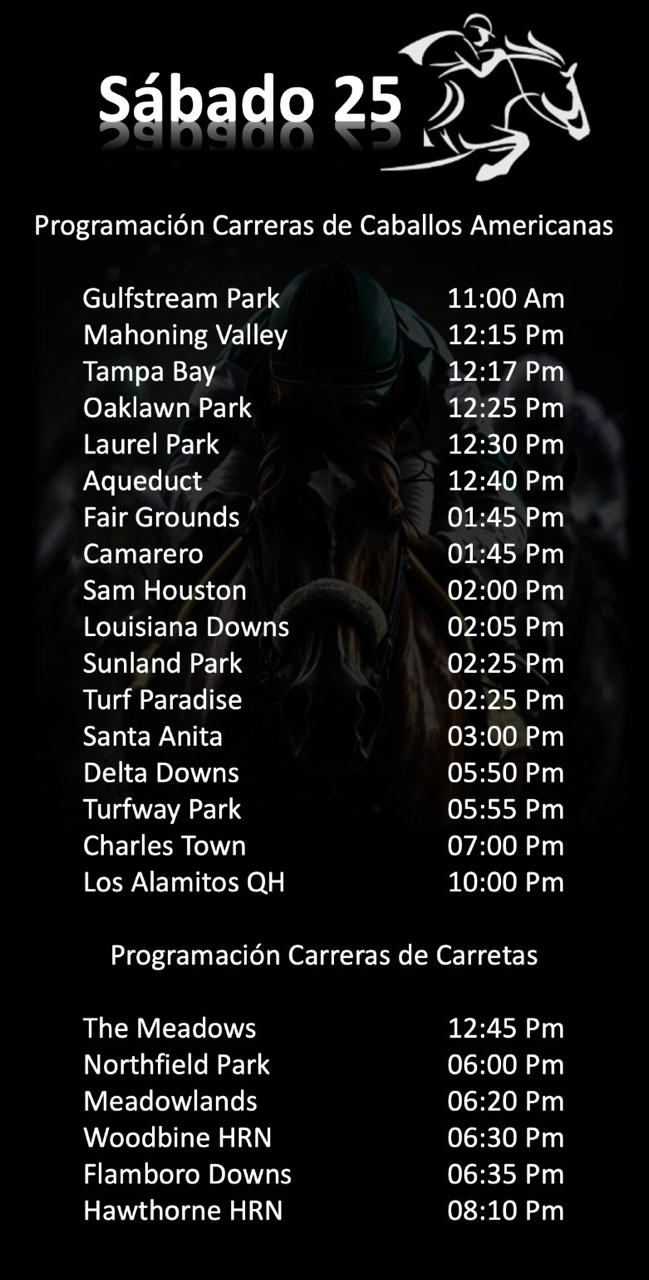 Sábado 25
Programación Carreras de Caballos Americanas
Gulfstream Park 11:00 Am
Mahoning Valley 12:15 Pm
Tampa Bay 12:17 Pm
Oaklawn Park 12:25 Pm
Laurel Park 12:30 Pm
Aqueduct 12:40 Pm
Fair Grounds 01:45 Pm
Camarero 01:45 Pm
Sam Houston 02:00 Pm
Louisiana Downs 02:05 Pm
Sunland Park 02:25 Pm
Turf Paradise 02:25 Pm
Santa Anita 03:00 Pm
Delta Downs 05:50 Pm
Turfway Park 05:55 Pm
Charles Town 07:00 Pm
Los Alamitos QH 10:00 Pm
Programación Carreras de Carretas
The Meadows 12:45 Pm
Northfield Park 06:00 Pm
Meadowlands 06:20 Pm
Woodbine HRN 06:30 Pm
Flamboro Downs 06:35 Pm
Hawthorne HRN 08:10 Pm